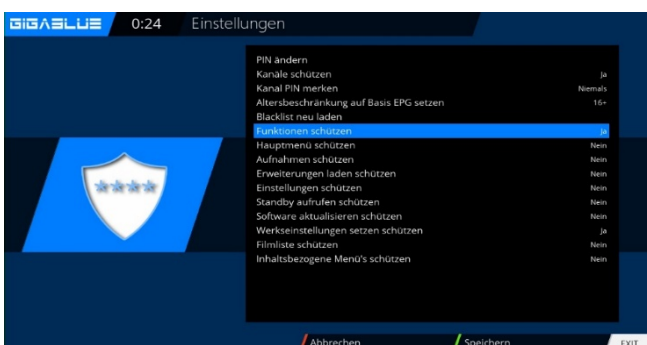 GIGABLUE 0:24 Einstellungen
PIN ändern
Kanäle schützen Ja
Kanal PIN merken Niemals
Altersbeschränkung auf Basis EPG setzen 16+
Blacklist neu laden
Funktionen schützen Ja
Hauptmenü schützen Nein
Aufnahmen schützen Nein
Erweiterungen laden schützen Nein
Einstellungen schützen Nein
Standby aufrufen schützen Nein
Software aktualisieren schützen Nein
Werkseinstellungen setzen schützen Ja
Filmliste schützen Nein
Inhaltsbezogene Menü's schützen Nein
Abbrechen Speichern EXIT